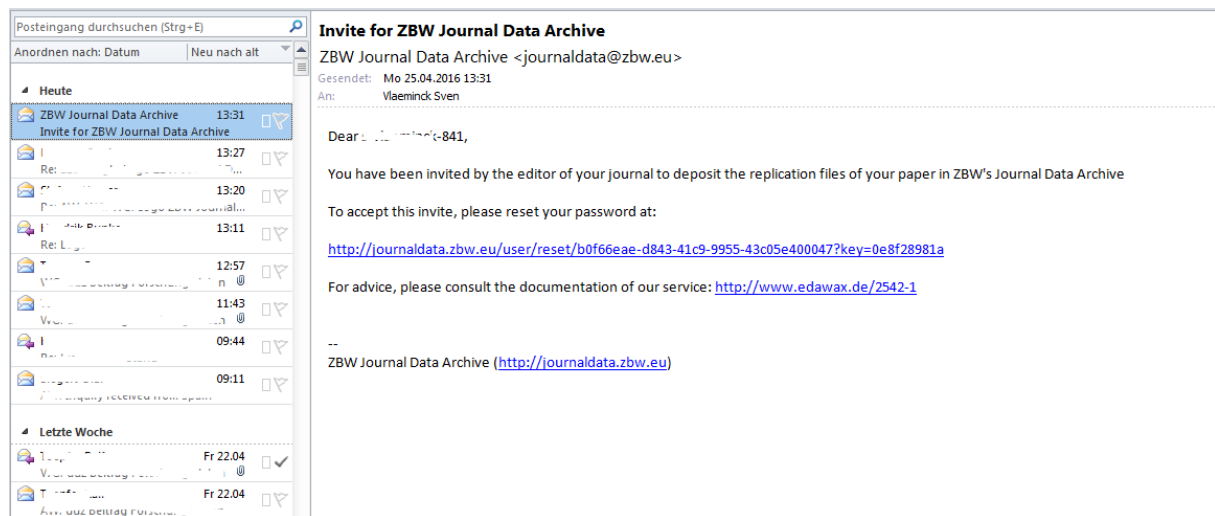 Posteingang durchsuchen (Strg+E)
Anordnen nach: Datum Neu nach alt
Heute
ZBW Journal Data Archive 13:31
Invite for ZBW Journal Data Archive
13:27
Re:
13:20
13:11
Re:
12:57
11:43
09:44
09:11
Letzte Woche
Fr 22.04
Fr 22.04
Invite for ZBW Journal Data Archive
ZBW Journal Data Archive <journaldata@zbw.eu>
Gesendet: Mo 25.04.2016 13:31
An: Vlaeminck Sven
Dear -841,
You have been invited by the editor of your journal to deposit the replication files of your paper in ZBW's Journal Data Archive
To accept this invite, please reset your password at:
http://journaldata.zbw.eu/user/reset/b0f66eae-d843-41c9-9955-43c05e400047?key=0e8f28981a
For advice, please consult the documentation of our service: http://www.edawax.de/2542-1
--
ZBW Journal Data Archive (http://journaldata.zbw.eu)